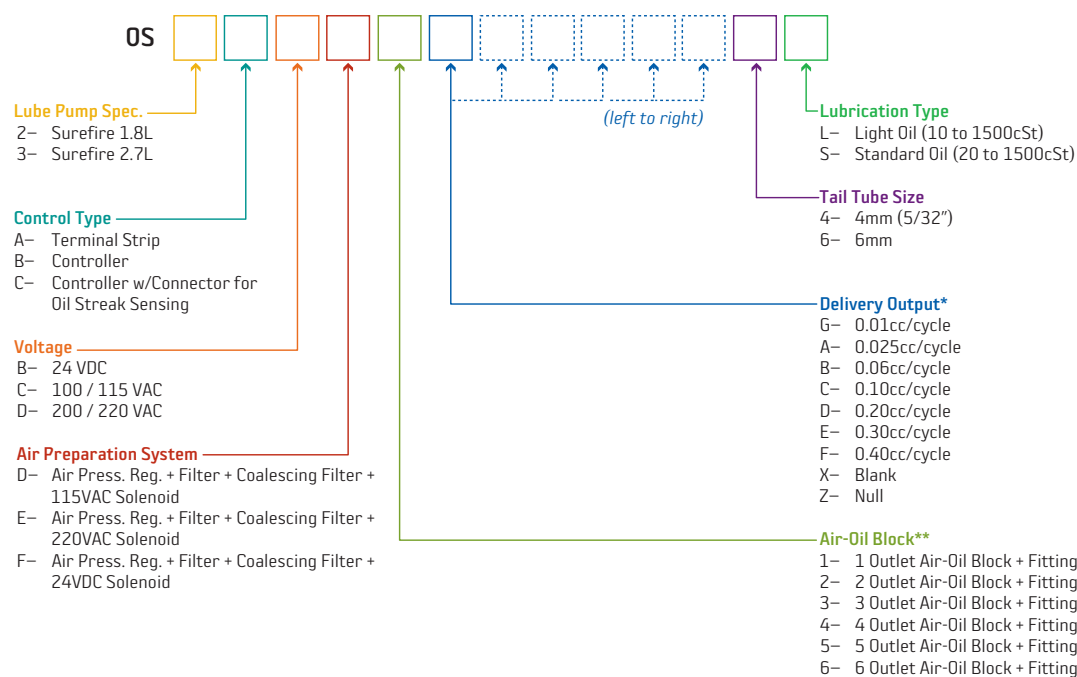 OS
(left to right)
Lube Pump Spec.
2– Surefire 1.8L
3– Surefire 2.7L
Control Type
A– Terminal Strip
B– Controller
C– Controller w/Connector for
Oil Streak Sensing
Voltage
B– 24 VDC
C– 100 / 115 VAC
D– 200 / 220 VAC
Air Preparation System
D– Air Press. Reg. + Filter + Coalescing Filter +
115VAC Solenoid
E– Air Press. Reg. + Filter + Coalescing Filter +
220VAC Solenoid
F– Air Press. Reg. + Filter + Coalescing Filter +
24VDC Solenoid
Lubrication Type
L– Light Oil (10 to 1500cSt)
S– Standard Oil (20 to 1500cSt)
Tail Tube Size
4– 4mm (5/32”)
6– 6mm
Delivery Output*
G– 0.01cc/cycle
A– 0.025cc/cycle
B– 0.06cc/cycle
C– 0.10cc/cycle
D– 0.20cc/cycle
E– 0.30cc/cycle
F– 0.40cc/cycle
X– Blank
Z– Null
Air-Oil Block**
1– 1 Outlet Air-Oil Block + Fitting
2– 2 Outlet Air-Oil Block + Fitting
3– 3 Outlet Air-Oil Block + Fitting
4– 4 Outlet Air-Oil Block + Fitting
5– 5 Outlet Air-Oil Block + Fitting
6– 6 Outlet Air-Oil Block + Fitting